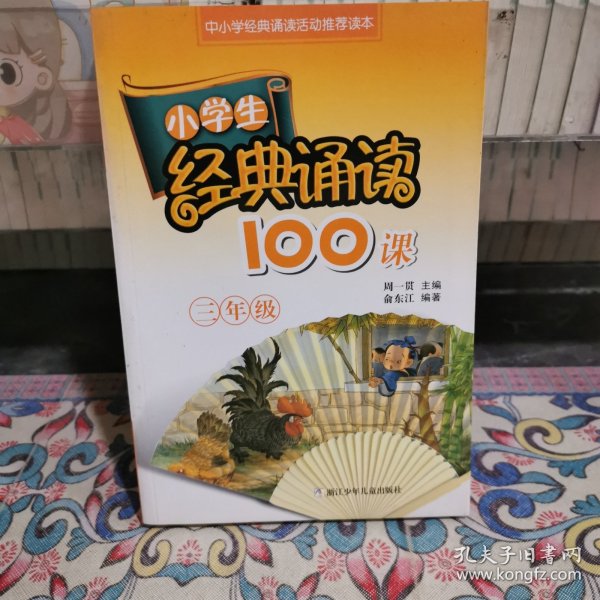 中小学经典诵读活动推荐读本
小学生
经典诵读
100课
周一贯 主编
俞东江 编著
三年级
浙江少年儿童出版社
孔夫子旧书网
www.kongfz.com